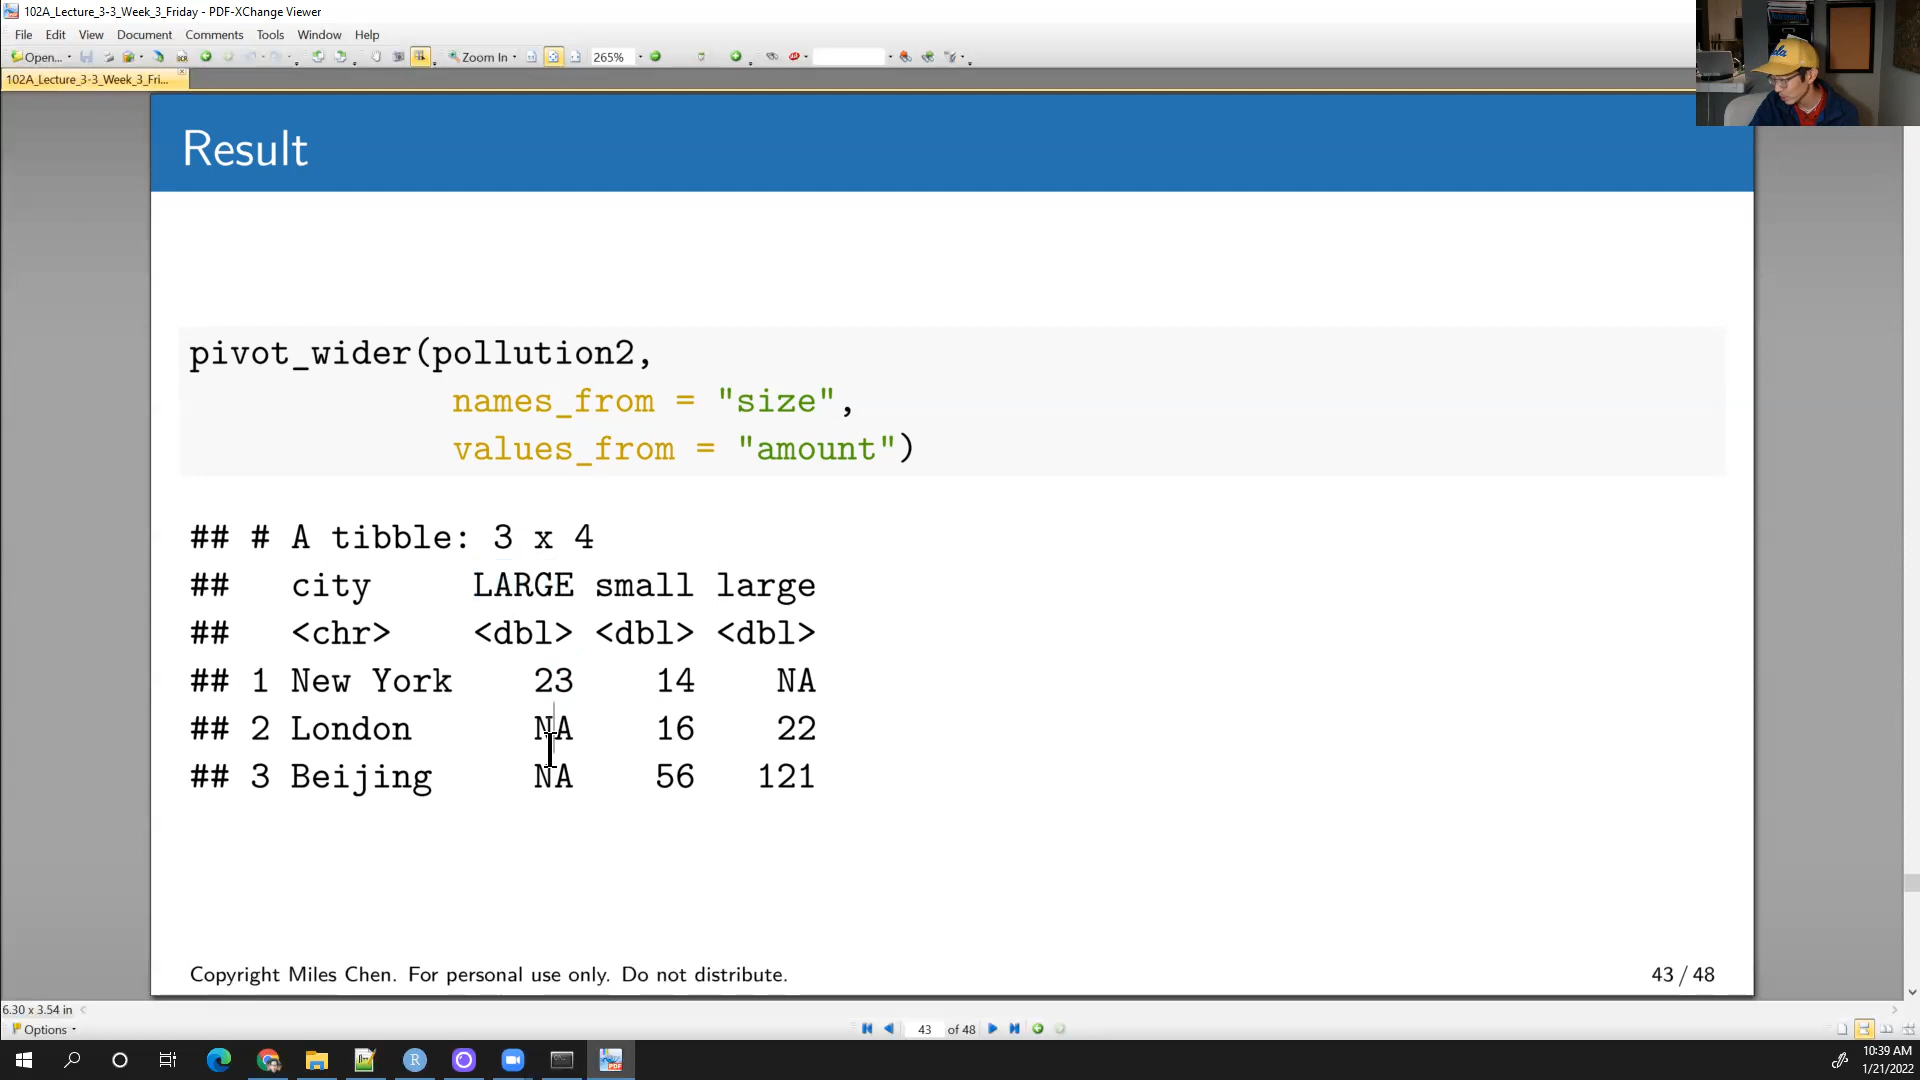 102A_Lecture_3-3_Week_3_Friday - PDF-XChange Viewer
File Edit View Document Comments Tools Window Help
Open... Zoom In 265%
102A_Lecture_3-3_Week_3_Fri...
Result
pivot_wider(pollution2,
names_from = "size",
values_from = "amount")
## # A tibble: 3 x 4
## city LARGE small large
## <chr> <dbl> <dbl> <dbl>
## 1 New York 23 14 NA
## 2 London NA 16 22
## 3 Beijing NA 56 121
Copyright Miles Chen. For personal use only. Do not distribute.
43 / 48
6.30 x 3.54 in
Options
43 of 48
10:39 AM
1/21/2022